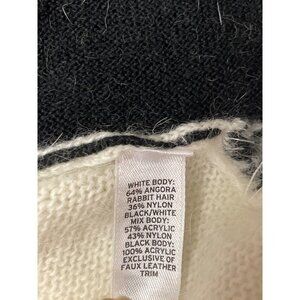 WHITE BODY:
64% ANGORA
RABBIT HAIR
36% NYLON
BLACK/WHITE
MIX BODY:
57% ACRYLIC
43% NYLON
BLACK BODY:
100% ACRYLIC
EXCLUSIVE OF
FAUX LEATHER
TRIM